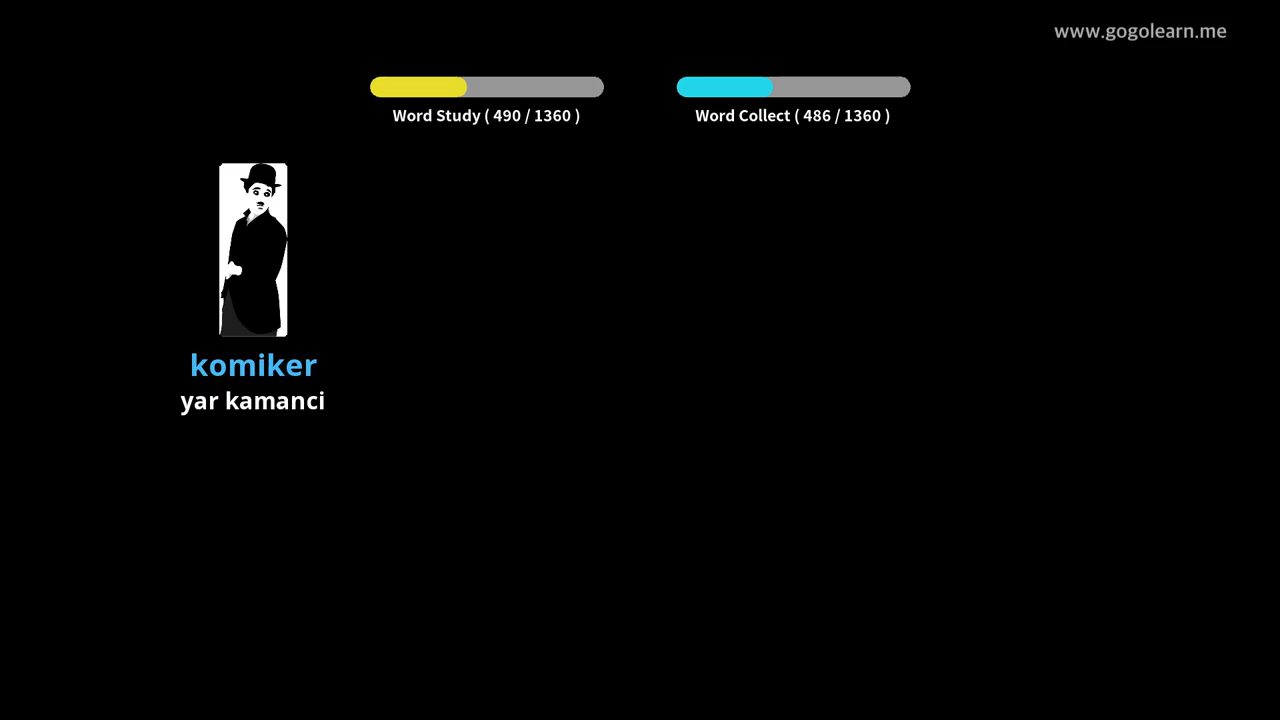 www.gogolearn.me
Word Study ( 490 / 1360 )
Word Collect ( 486 / 1360 )
komiker
yar kamanci